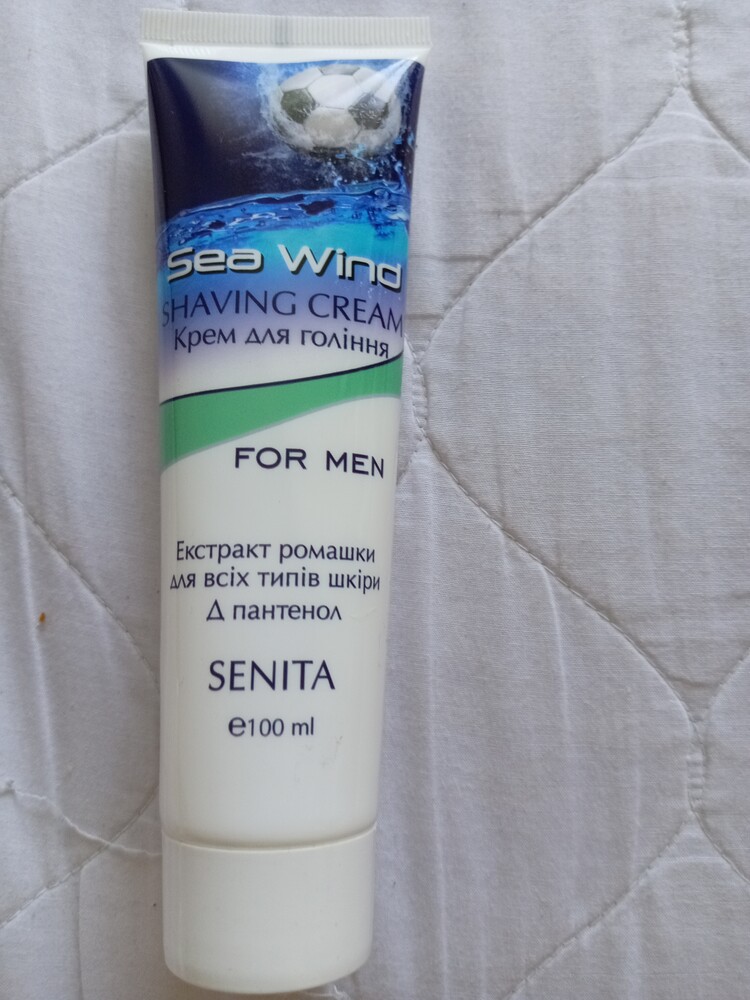 Sea Wind
SHAVING CREAM
Крем для гоління
FOR MEN
Екстракт ромашки
для всіх типів шкіри
Д пантенол
SENITA
℮100 ml